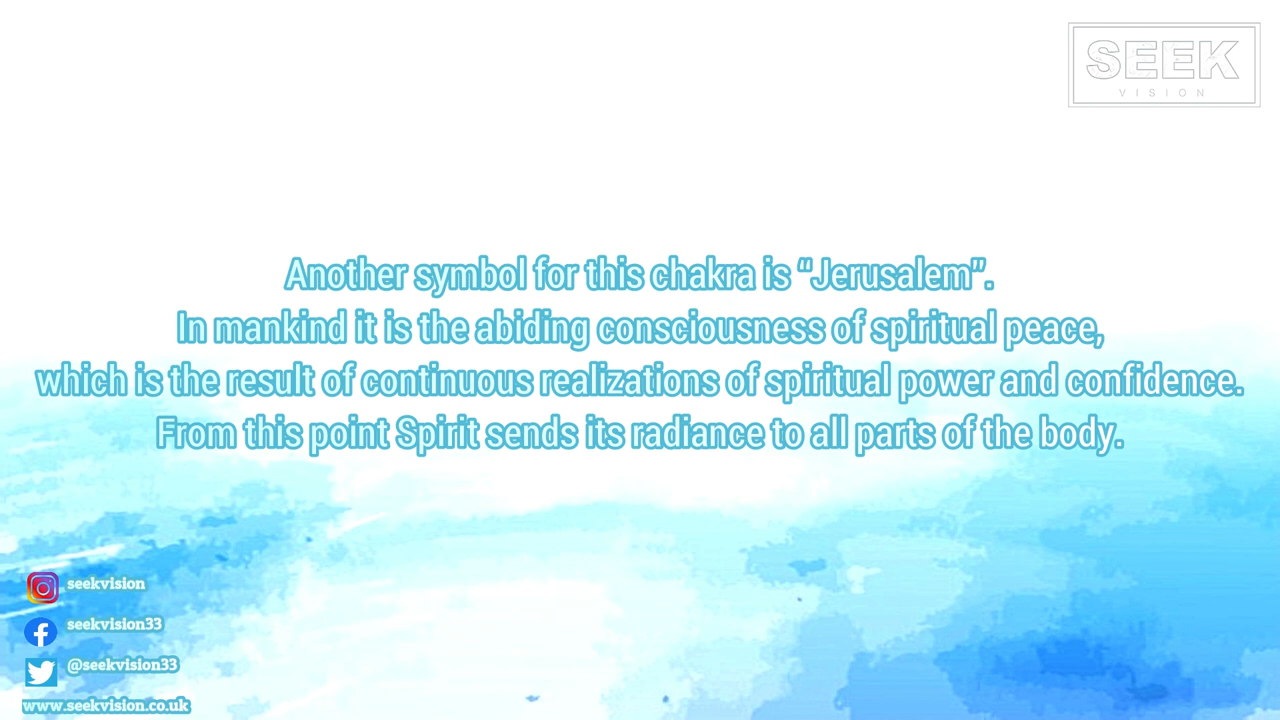 SEEK
VISION
Another symbol for this chakra is “Jerusalem”.
In mankind it is the abiding consciousness of spiritual peace,
which is the result of continuous realizations of spiritual power and confidence.
From this point Spirit sends its radiance to all parts of the body.
seekvision
seekvision33
@seekvision33
www.seekvision.co.uk